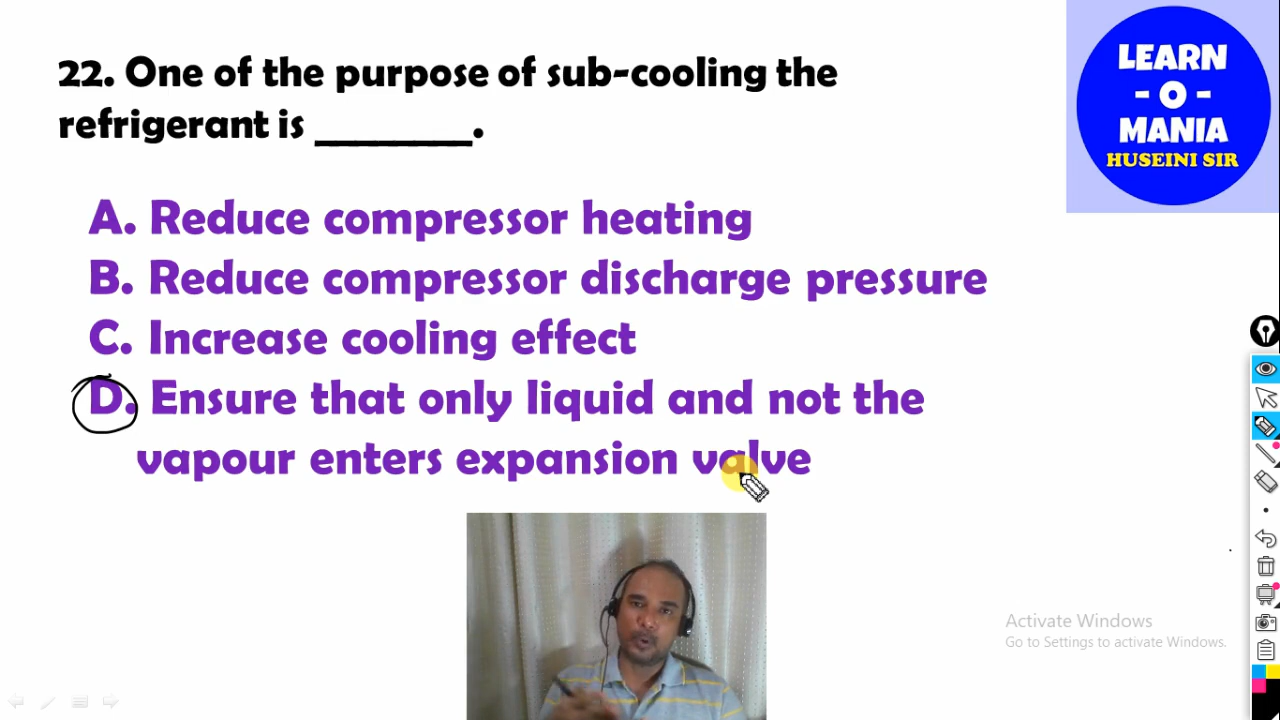 22. One of the purpose of sub-cooling the
refrigerant is ________.
A. Reduce compressor heating
B. Reduce compressor discharge pressure
C. Increase cooling effect
D. Ensure that only liquid and not the
vapour enters expansion valve
LEARN
- O -
MANIA
HUSEINI SIR
Activate Windows
Go to Settings to activate Windows.